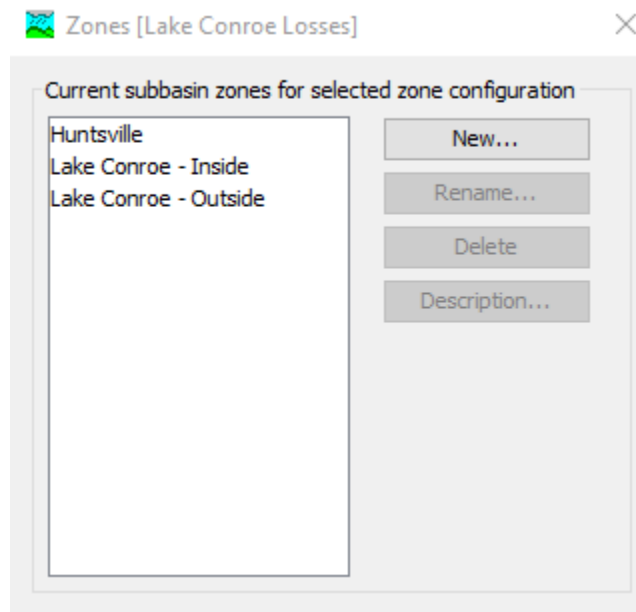 Zones [Lake Conroe Losses]
Current subbasin zones for selected zone configuration
Huntsville
Lake Conroe - Inside
Lake Conroe - Outside
New...
Rename...
Delete
Description...